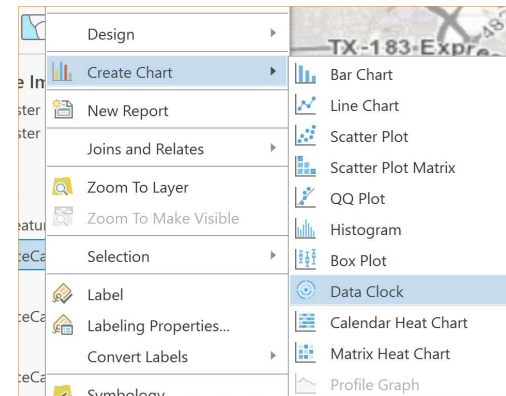 Design
TX-183-Expre
Create Chart
Bar Chart
New Report
Line Chart
Joins and Relates
Scatter Plot
Scatter Plot Matrix
Zoom To Layer
QQ Plot
Zoom To Make Visible
Histogram
Selection
Box Plot
Label
Data Clock
Labeling Properties...
Calendar Heat Chart
Convert Labels
Matrix Heat Chart
Symbology
Profile Graph